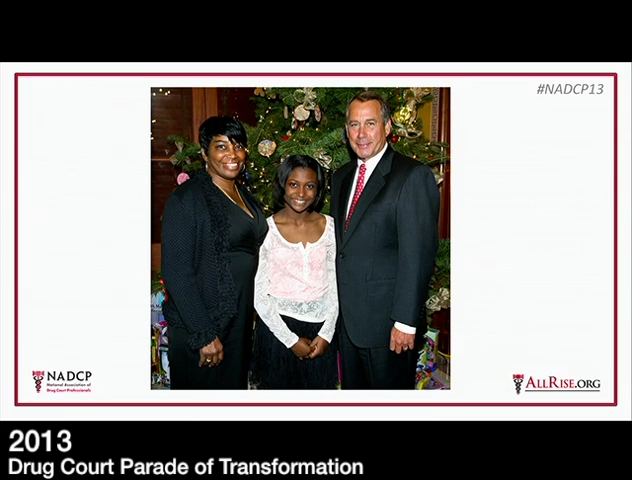 #NADCP13
NADCP
National Association of
Drug Court Professionals
ALLRISE.ORG
2013
Drug Court Parade of Transformation